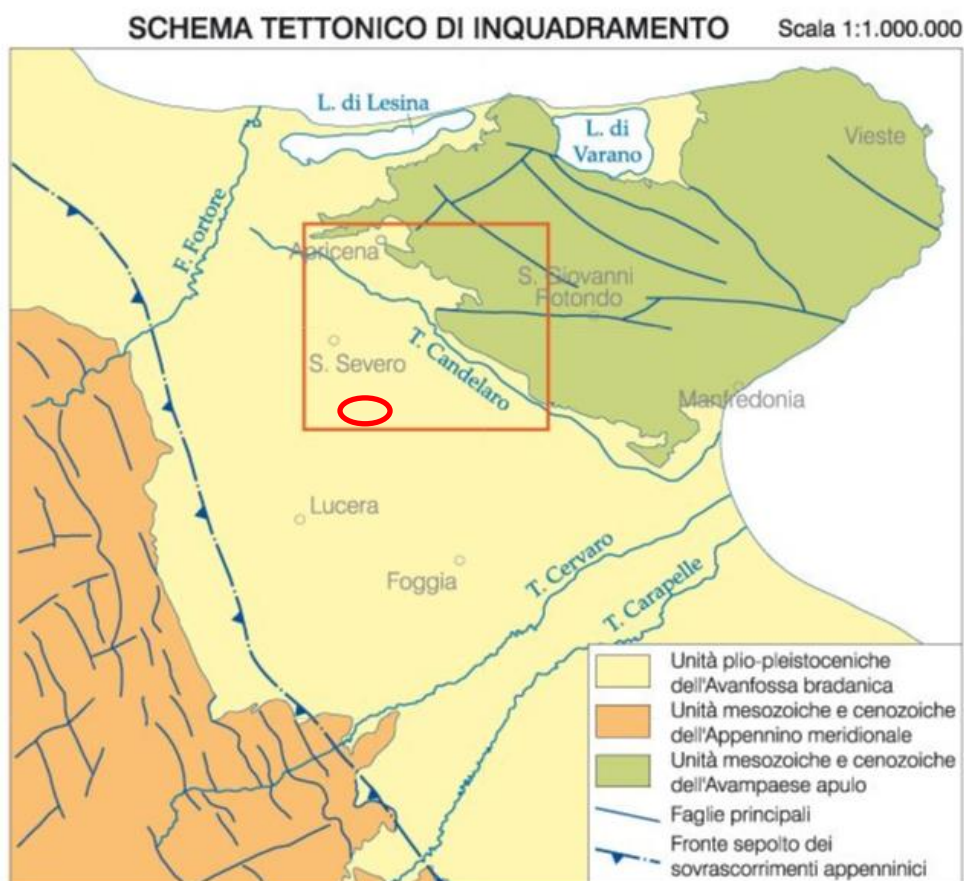 SCHEMA TETTONICO DI INQUADRAMENTO
Scala 1:1.000.000
L. di Lesina
L. di
Varano
Vieste
F. Fortore
Apricena
S. Giovanni
Rotondo
S. Severo
T. Candelaro
Manfredonia
Lucera
Foggia
T. Cervaro
T. Carapelle
Unità plio-pleistoceniche
dell'Avanfossa bradanica
Unità mesozoiche e cenozoiche
dell'Appennino meridionale
Unità mesozoiche e cenozoiche
dell'Avampaese apulo
Faglie principali
Fronte sepolto dei
sovrascorrimenti appenninici